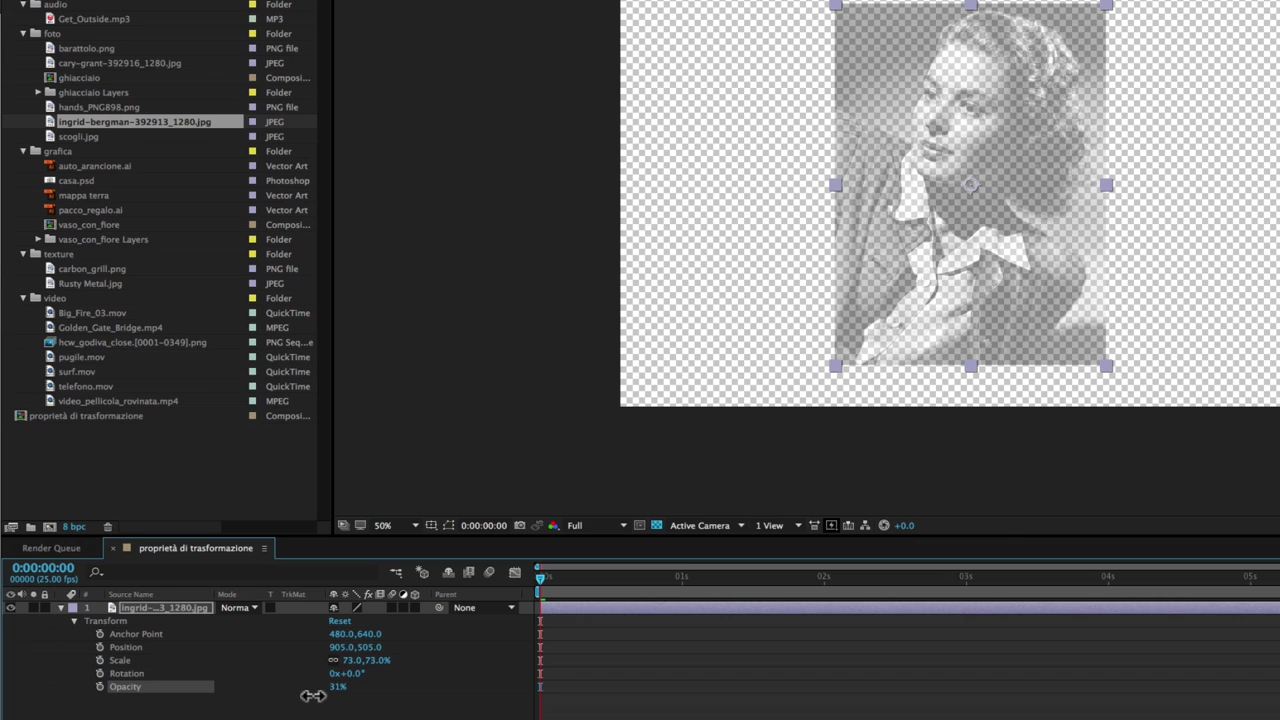 audio Folder
Get_Outside.mp3 MP3
foto Folder
barattolo.png PNG file
cary-grant-392916_1280.jpg JPEG
ghiacciaio Composi...
ghiacciaio Layers Folder
hands_PNG898.png PNG file
ingrid-bergman-392913_1280.jpg JPEG
scogli.jpg JPEG
grafica Folder
auto_arancione.ai Vector Art
casa.psd Photoshop
mappa terra Vector Art
pacco_regalo.ai Vector Art
vaso_con_fiore Composi...
vaso_con_fiore Layers Folder
texture Folder
carbon_grill.png PNG file
Rusty Metal.jpg JPEG
video Folder
Big_Fire_03.mov QuickTime
Golden_Gate_Bridge.mp4 MPEG
hcw_godiva_close.[0001-0349].png PNG Seq...e
pugile.mov QuickTime
surf.mov QuickTime
telefono.mov QuickTime
video_pellicola_rovinata.mp4 MPEG
proprietà di trasformazione Composi...
8 bpc 50% 0:00:00:00 Full Active Camera 1 View +0.0
Render Queue × proprietà di trasformazione
0:00:00:00
00000 (25.00 fps)
00s 01s 02s 03s 04s 05s
# Source Name Mode T TrkMat fx Parent
1 ingrid-...3_1280.jpg Norma None
Transform Reset
Anchor Point 480.0,640.0
Position 905.0,505.0
Scale 73.0,73.0%
Rotation 0x+0.0°
Opacity 31%